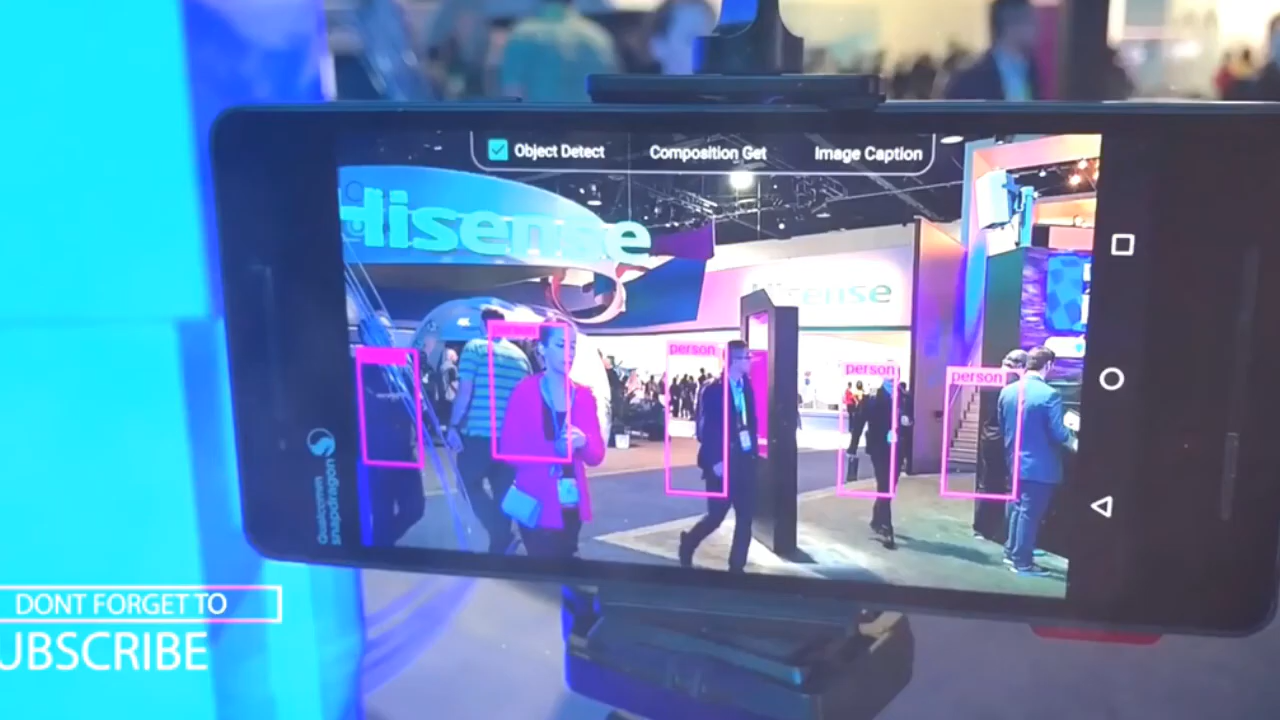 Object Detect Composition Get Image Caption
Hisense
Hisense
person
person
person
Qualcomm
snapdragon
DONT FORGET TO
UBSCRIBE